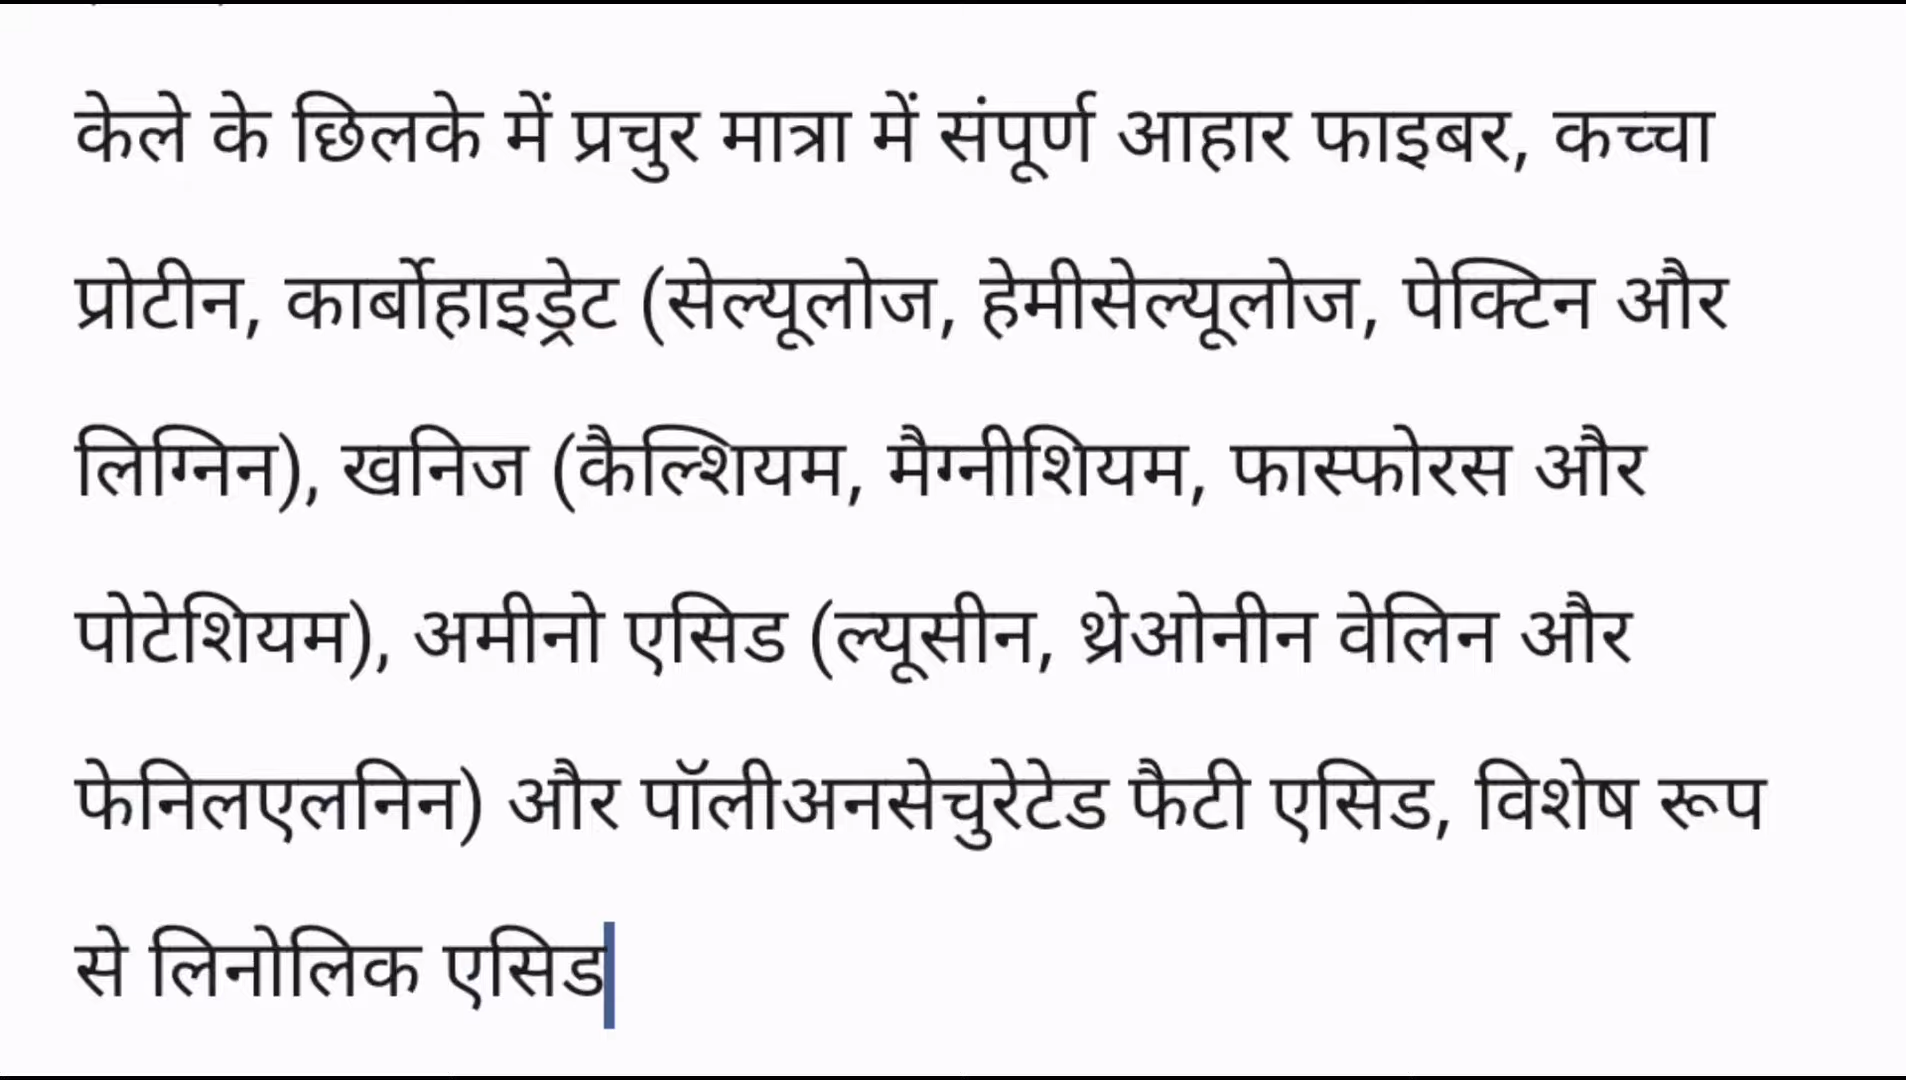 केले के छिलके में प्रचुर मात्रा में संपूर्ण आहार फाइबर, कच्चा
प्रोटीन, कार्बोहाइड्रेट (सेल्यूलोज, हेमीसेल्यूलोज, पेक्टिन और
लिग्निन), खनिज (कैल्शियम, मैग्नीशियम, फास्फोरस और
पोटेशियम), अमीनो एसिड (ल्यूसीन, थ्रेओनीन वेलिन और
फेनिलएलनिन) और पॉलीअनसेचुरेटेड फैटी एसिड, विशेष रूप
से लिनोलिक एसिड